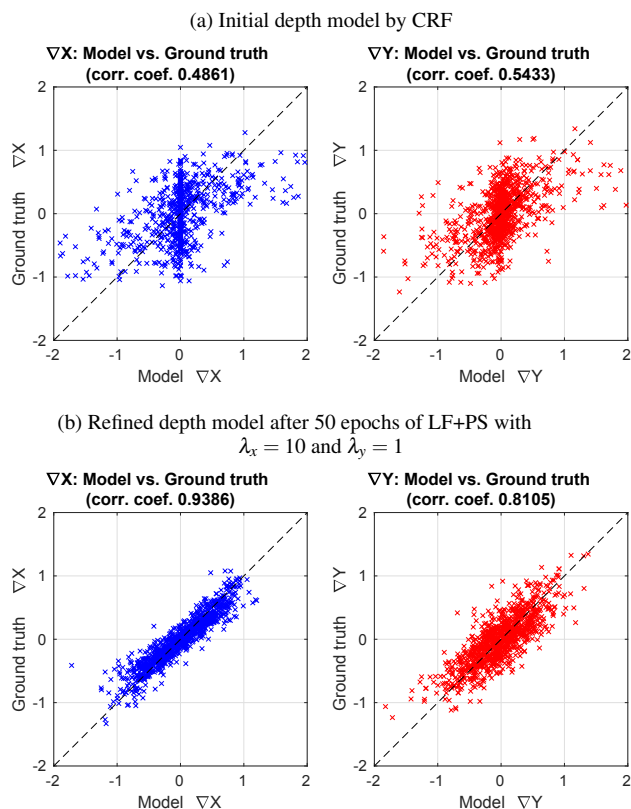 (a) Initial depth model by CRF
∇X: Model vs. Ground truth
(corr. coef. 0.4861)
2
1
0
-1
-2
Ground truth ∇X
-2 -1 0 1 2
Model ∇X
∇Y: Model vs. Ground truth
(corr. coef. 0.5433)
2
1
0
-1
-2
Ground truth ∇Y
-2 -1 0 1 2
Model ∇Y
(b) Refined depth model after 50 epochs of LF+PS with
λx = 10 and λy = 1
∇X: Model vs. Ground truth
(corr. coef. 0.9386)
2
1
0
-1
-2
Ground truth ∇X
-2 -1 0 1 2
Model ∇X
∇Y: Model vs. Ground truth
(corr. coef. 0.8105)
2
1
0
-1
-2
Ground truth ∇Y
-2 -1 0 1 2
Model ∇Y